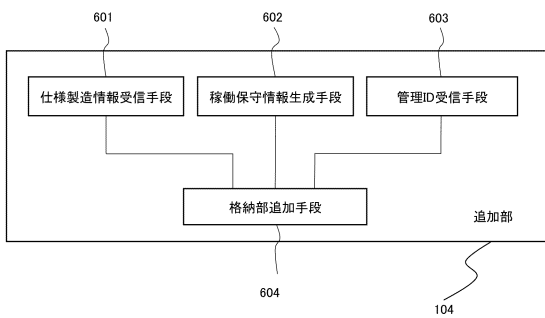 601
602
603
仕様製造情報受信手段
稼働保守情報生成手段
管理ID受信手段
格納部追加手段
追加部
604
104